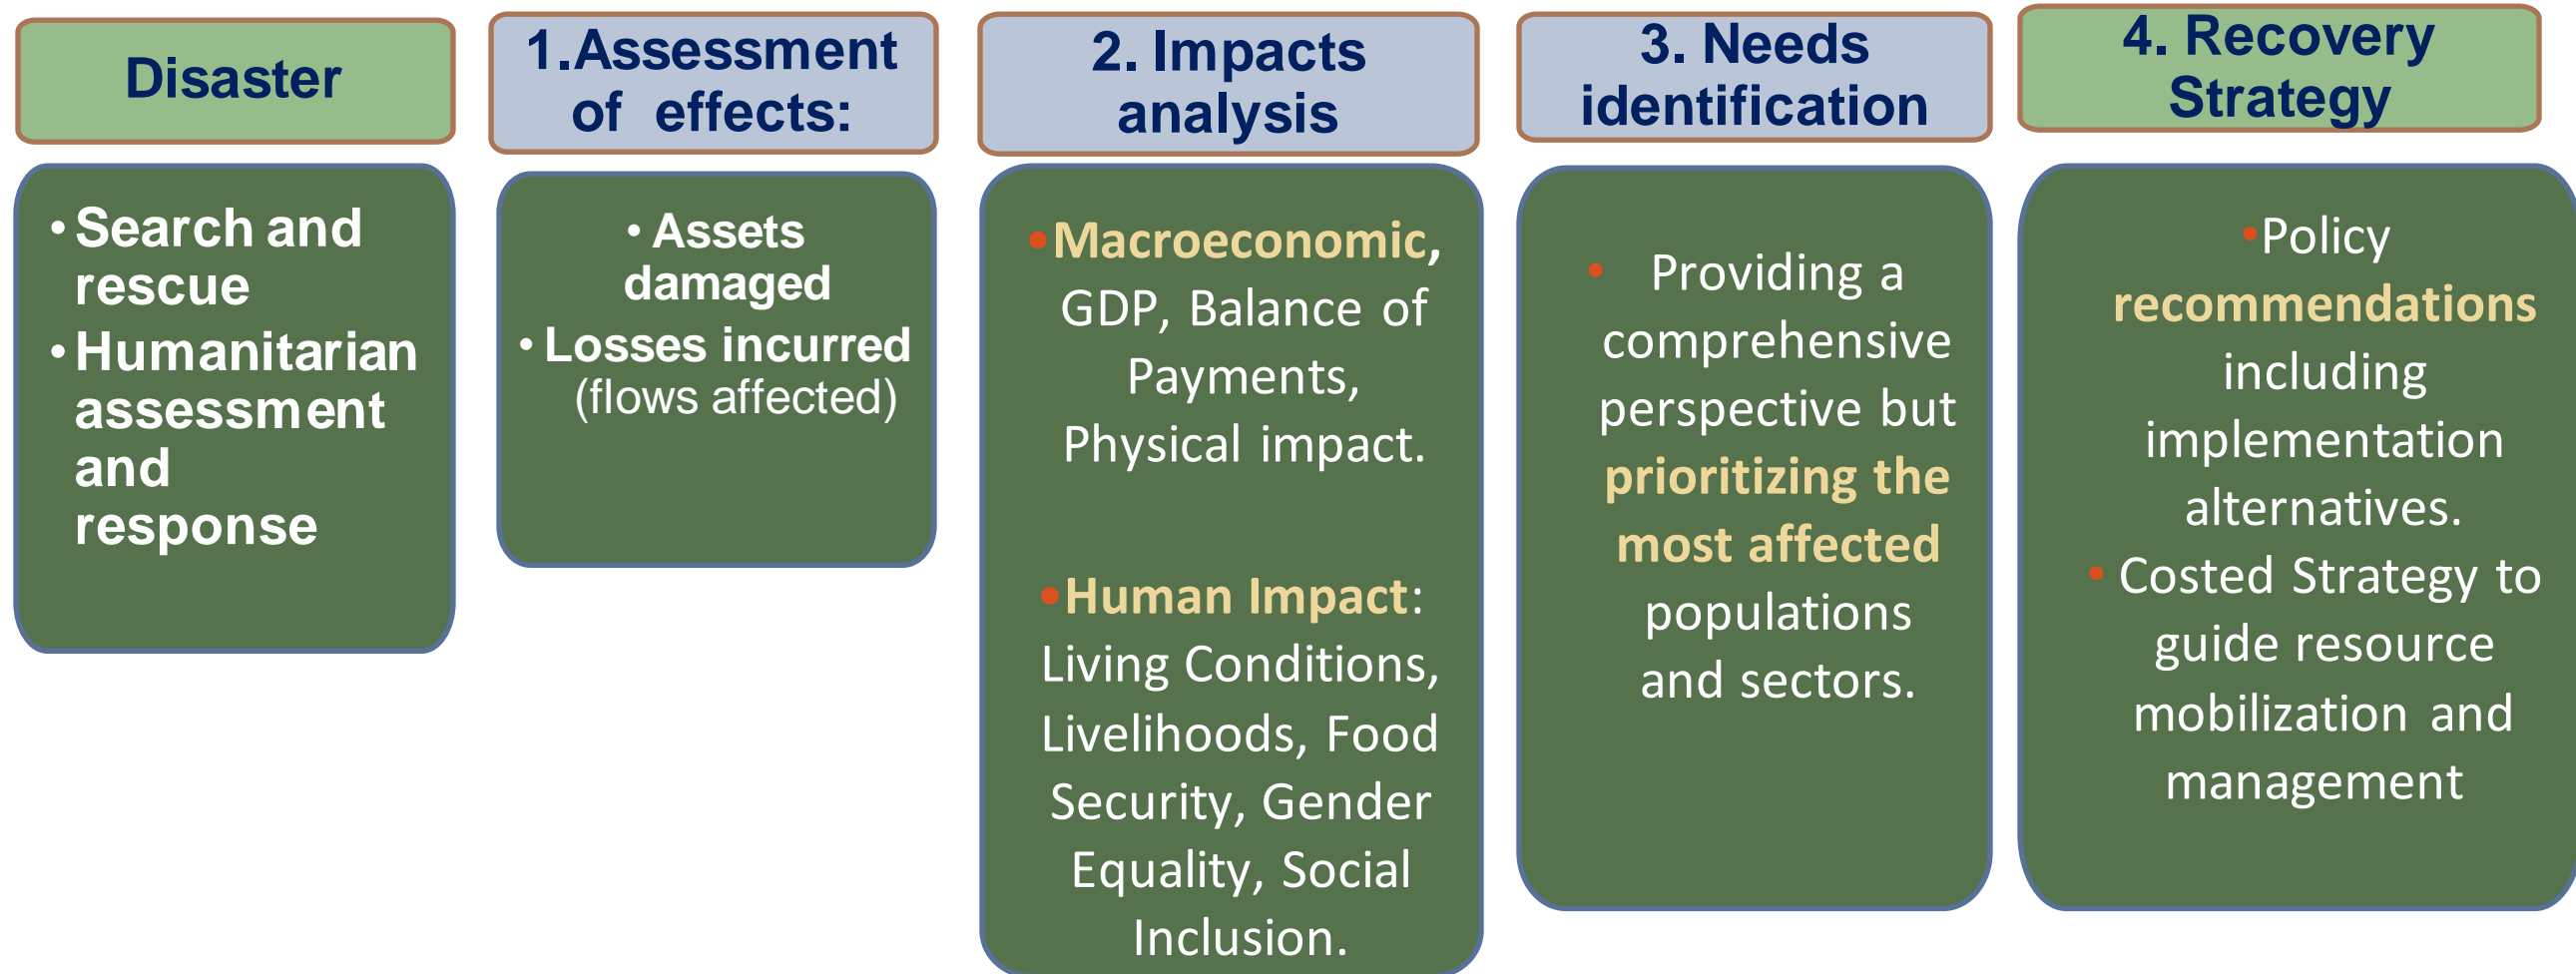 Disaster
• Search and
rescue
• Humanitarian
assessment
and
response
1.Assessment
of effects:
• Assets
damaged
• Losses incurred
(flows affected)
2. Impacts
analysis
•Macroeconomic,
GDP, Balance of
Payments,
Physical impact.
•Human Impact:
Living Conditions,
Livelihoods, Food
Security, Gender
Equality, Social
Inclusion.
3. Needs
identification
• Providing a
comprehensive
perspective but
prioritizing the
most affected
populations
and sectors.
4. Recovery
Strategy
•Policy
recommendations
including
implementation
alternatives.
• Costed Strategy to
guide resource
mobilization and
management